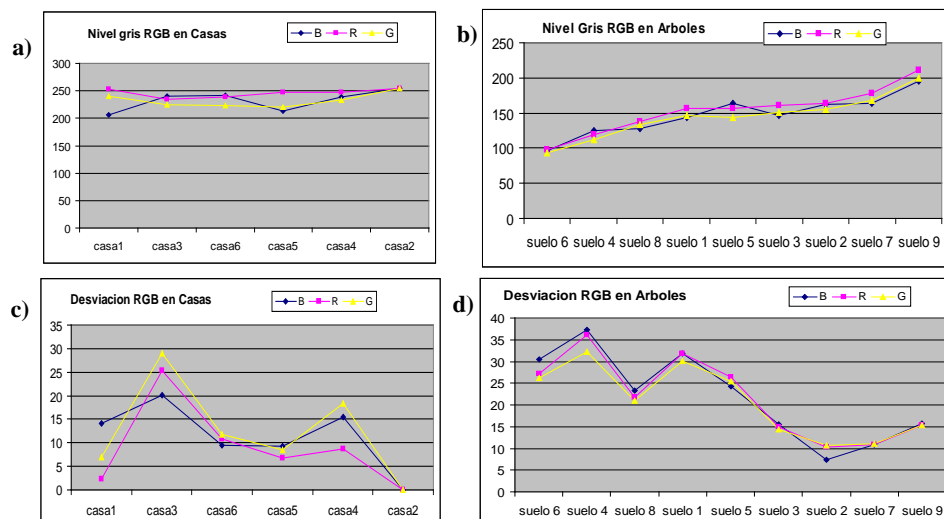 a)
Nivel gris RGB en Casas
B R G
300
250
200
150
100
50
0
casa1 casa3 casa6 casa5 casa4 casa2
b)
Nivel Gris RGB en Arboles
B R G
250
200
150
100
50
0
suelo 6 suelo 4 suelo 8 suelo 1 suelo 5 suelo 3 suelo 2 suelo 7 suelo 9
c)
Desviacion RGB en Casas
B R G
35
30
25
20
15
10
5
0
casa1 casa3 casa6 casa5 casa4 casa2
d)
Desviacion RGB en Arboles
B R G
40
35
30
25
20
15
10
5
0
suelo 6 suelo 4 suelo 8 suelo 1 suelo 5 suelo 3 suelo 2 suelo 7 suelo 9